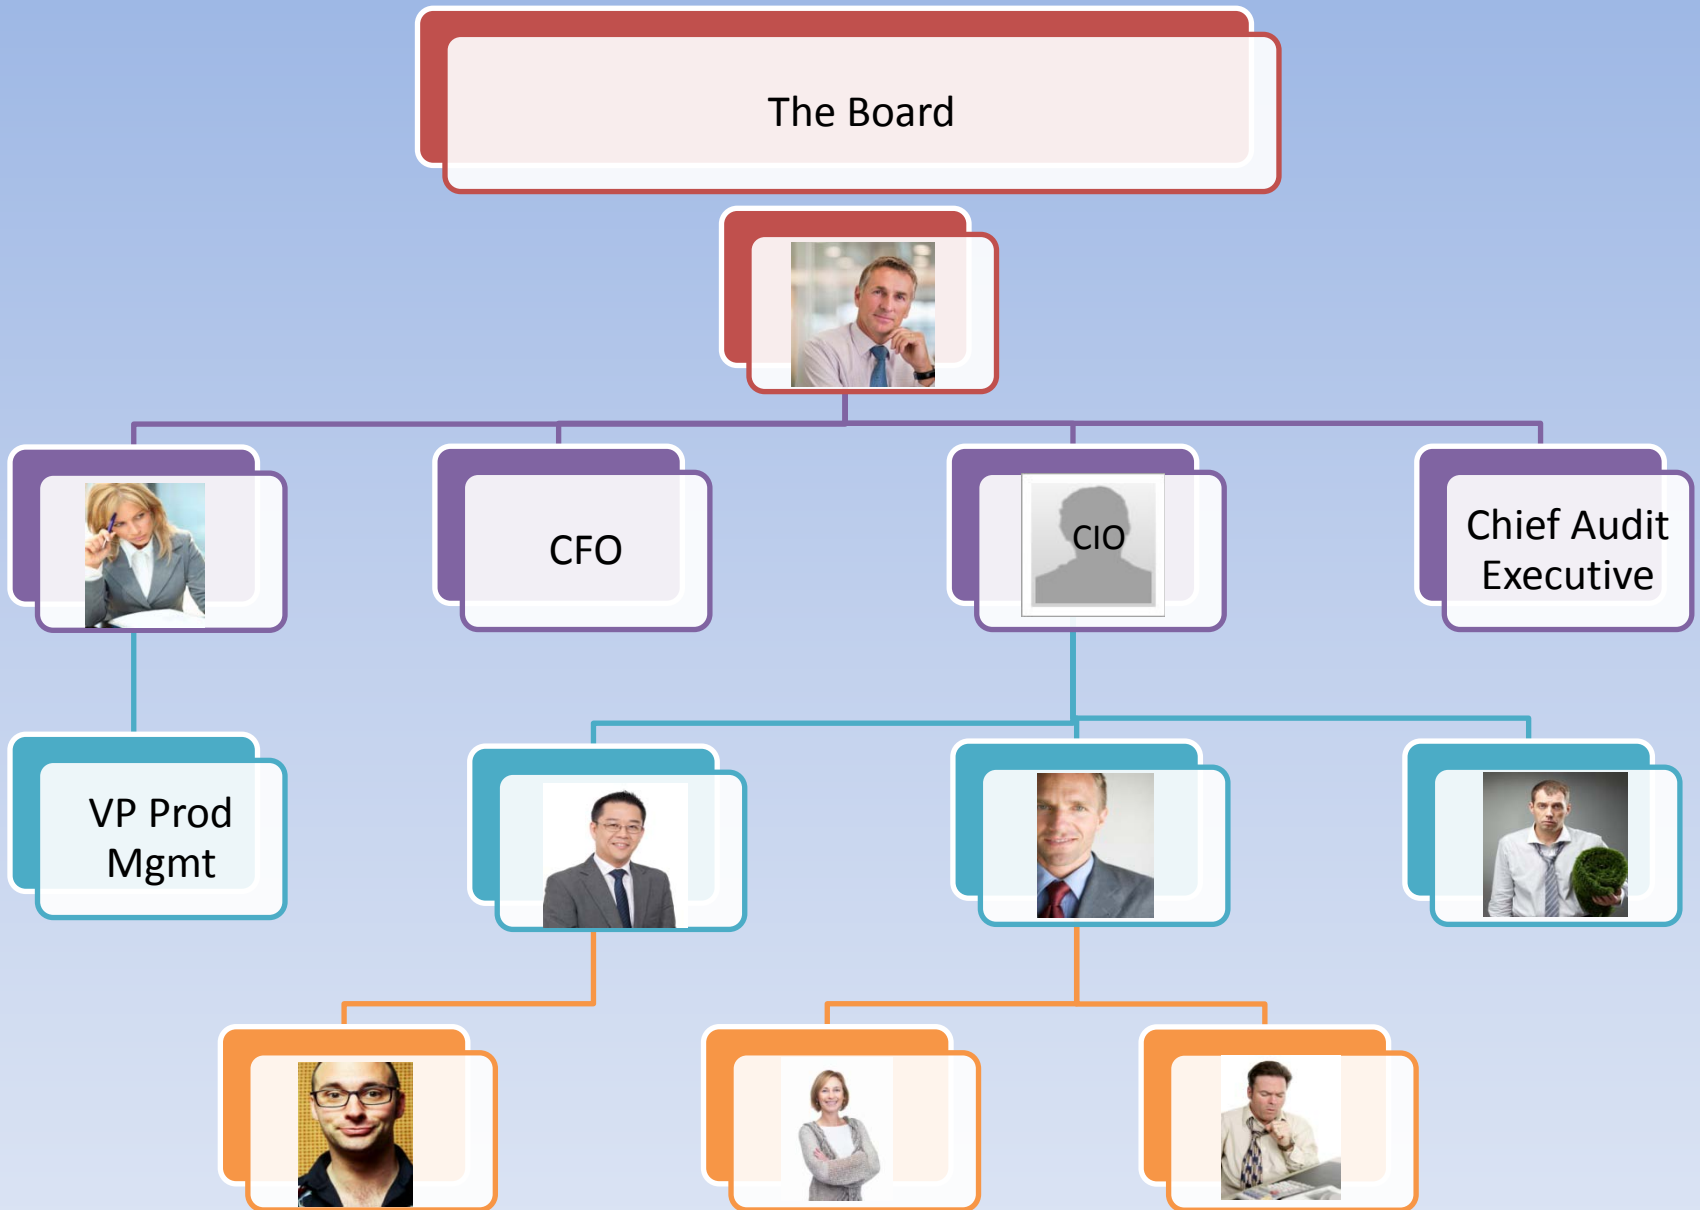 The Board
CFO
CIO
Chief Audit
Executive
VP Prod
Mgmt